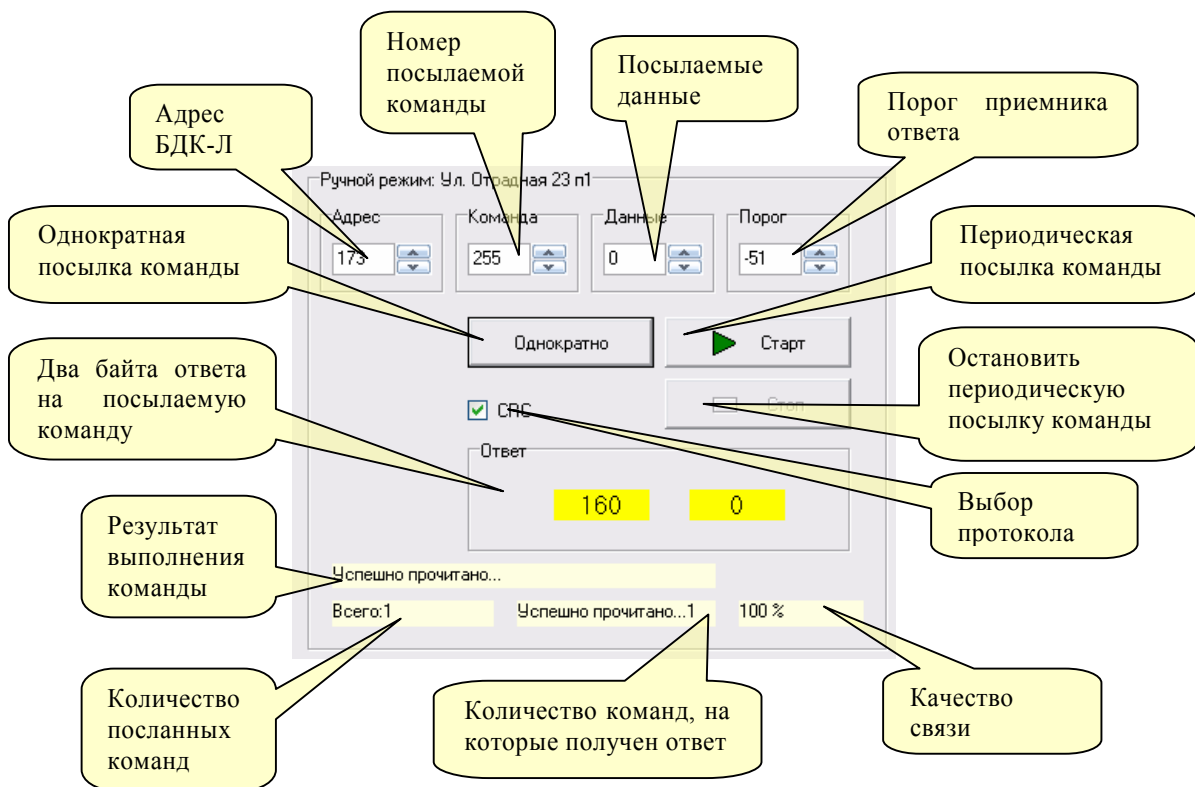 Номер
посылаемой
команды
Посылаемые
данные
Адрес
БДК-Л
Порог приемника
ответа
Ручной режим: Ул. Отрадная 23 п1
Адрес
Команда
Данные
Порог
173
255
0
-51
Однократная
посылка команды
Периодическая
посылка команды
Однократно
Старт
Два байта ответа
на посылаемую
команду
Остановить
периодическую
посылку команды
CRC
Стоп
Ответ
160
0
Выбор
протокола
Результат
выполнения
команды
Успешно прочитано...
Всего:1
Успешно прочитано...1
100 %
Количество
посланных
команд
Количество команд, на
которые получен ответ
Качество
связи